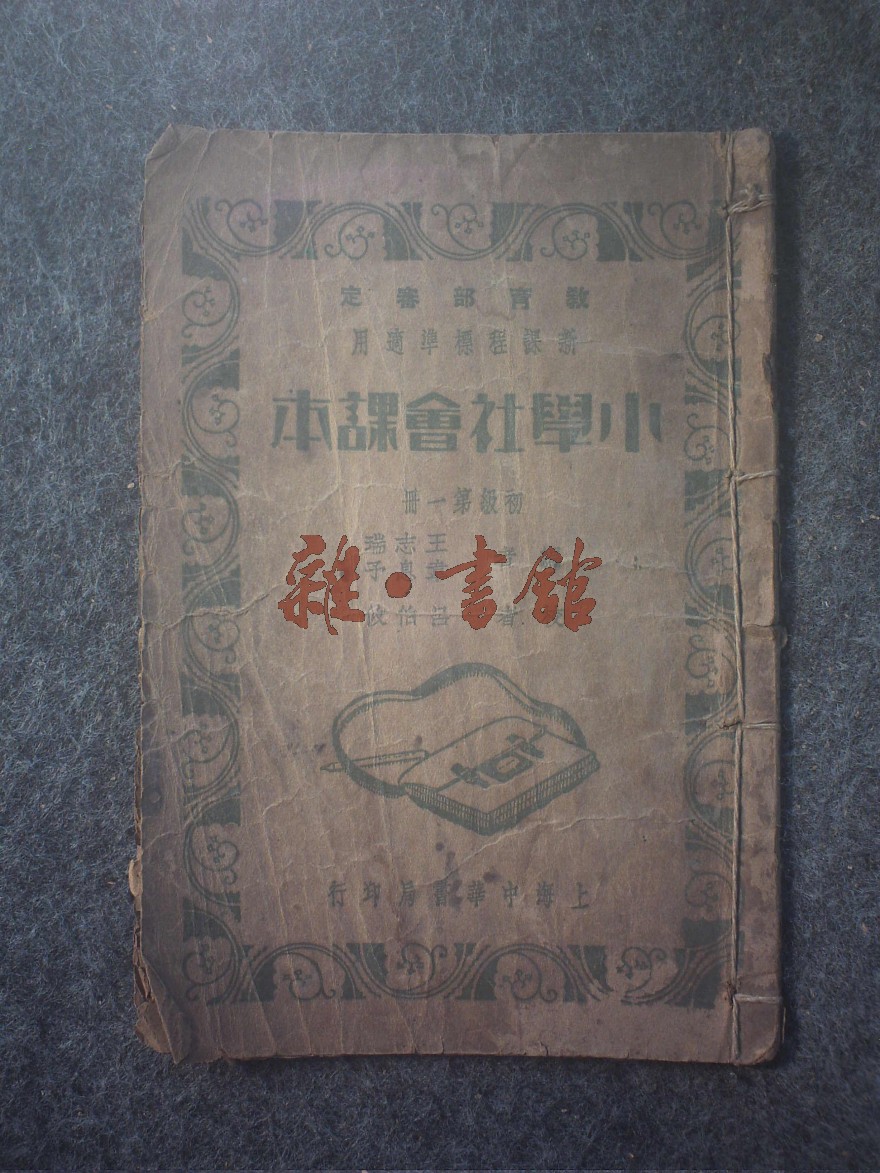 教育部審定
新課程標準適用
小學社會課本
初級第一冊
王志瑞
者 呂伯攸
雜·書館
上海中華書局印行